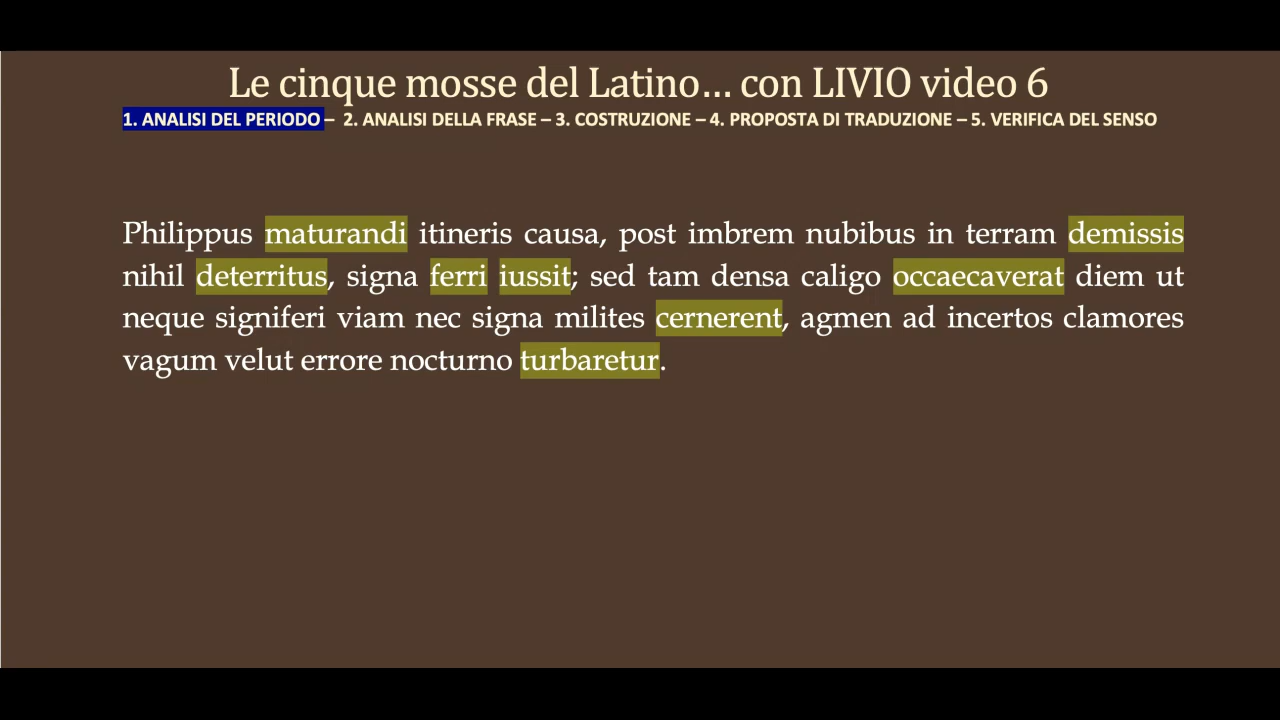 Le cinque mosse del Latino… con LIVIO video 6
1. ANALISI DEL PERIODO – 2. ANALISI DELLA FRASE – 3. COSTRUZIONE – 4. PROPOSTA DI TRADUZIONE – 5. VERIFICA DEL SENSO
Philippus maturandi itineris causa, post imbrem nubibus in terram demissis
nihil deterritus, signa ferri iussit; sed tam densa caligo occaecaverat diem ut
neque signiferi viam nec signa milites cernerent, agmen ad incertos clamores
vagum velut errore nocturno turbaretur.